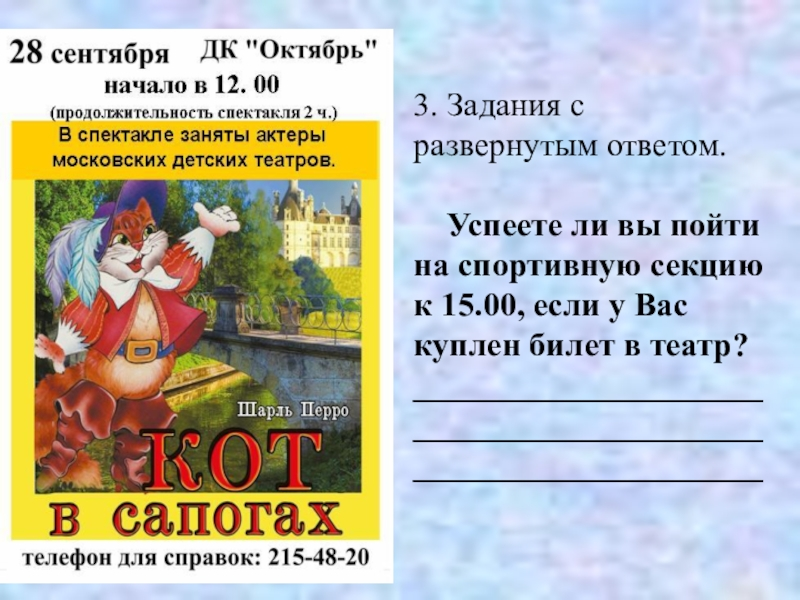 28 сентября ДК "Октябрь"
начало в 12. 00
(продолжительность спектакля 2 ч.)
В спектакле заняты актеры
московских детских театров.
Шарль Перро
КОТ
в сапогах
телефон для справок: 215-48-20
3. Задания с
развернутым ответом.
Успеете ли вы пойти
на спортивную секцию
к 15.00, если у Вас
куплен билет в театр?